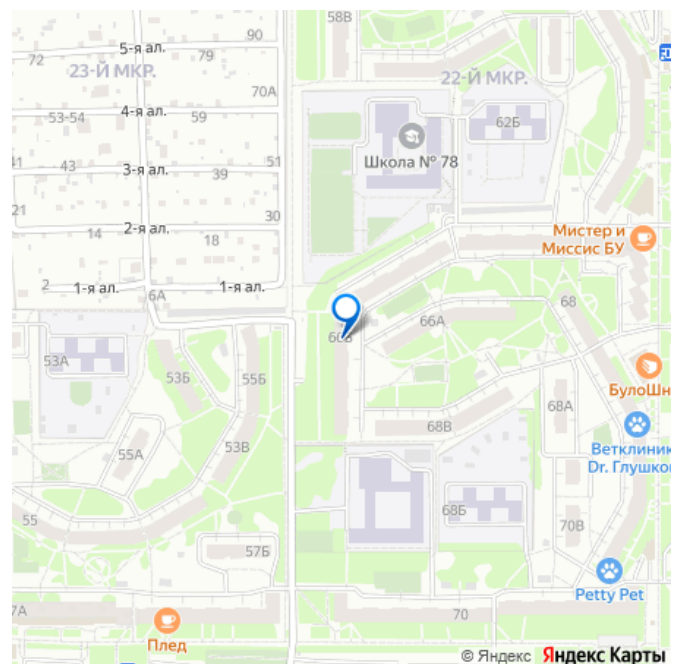 58В
5-я ал.
90
72
79
23-Й МКР.
22-Й МКР.
70А
4-я ал.
53-54
59
62Б
Школа № 78
41
43
3-я ал.
39
51
21
30
2-я ал.
14
18
Мистер и
Миссис БУ
2
1-я ал.
1-я ал.
6А
68
66А
53А
53Б
55Б
БулоШн
68А
68В
53В
55А
Ветклиник
Dr. Глушко
68Б
55
70В
57Б
Petty Pet
7А
70
Плед
© Яндекс Яндекс Карты